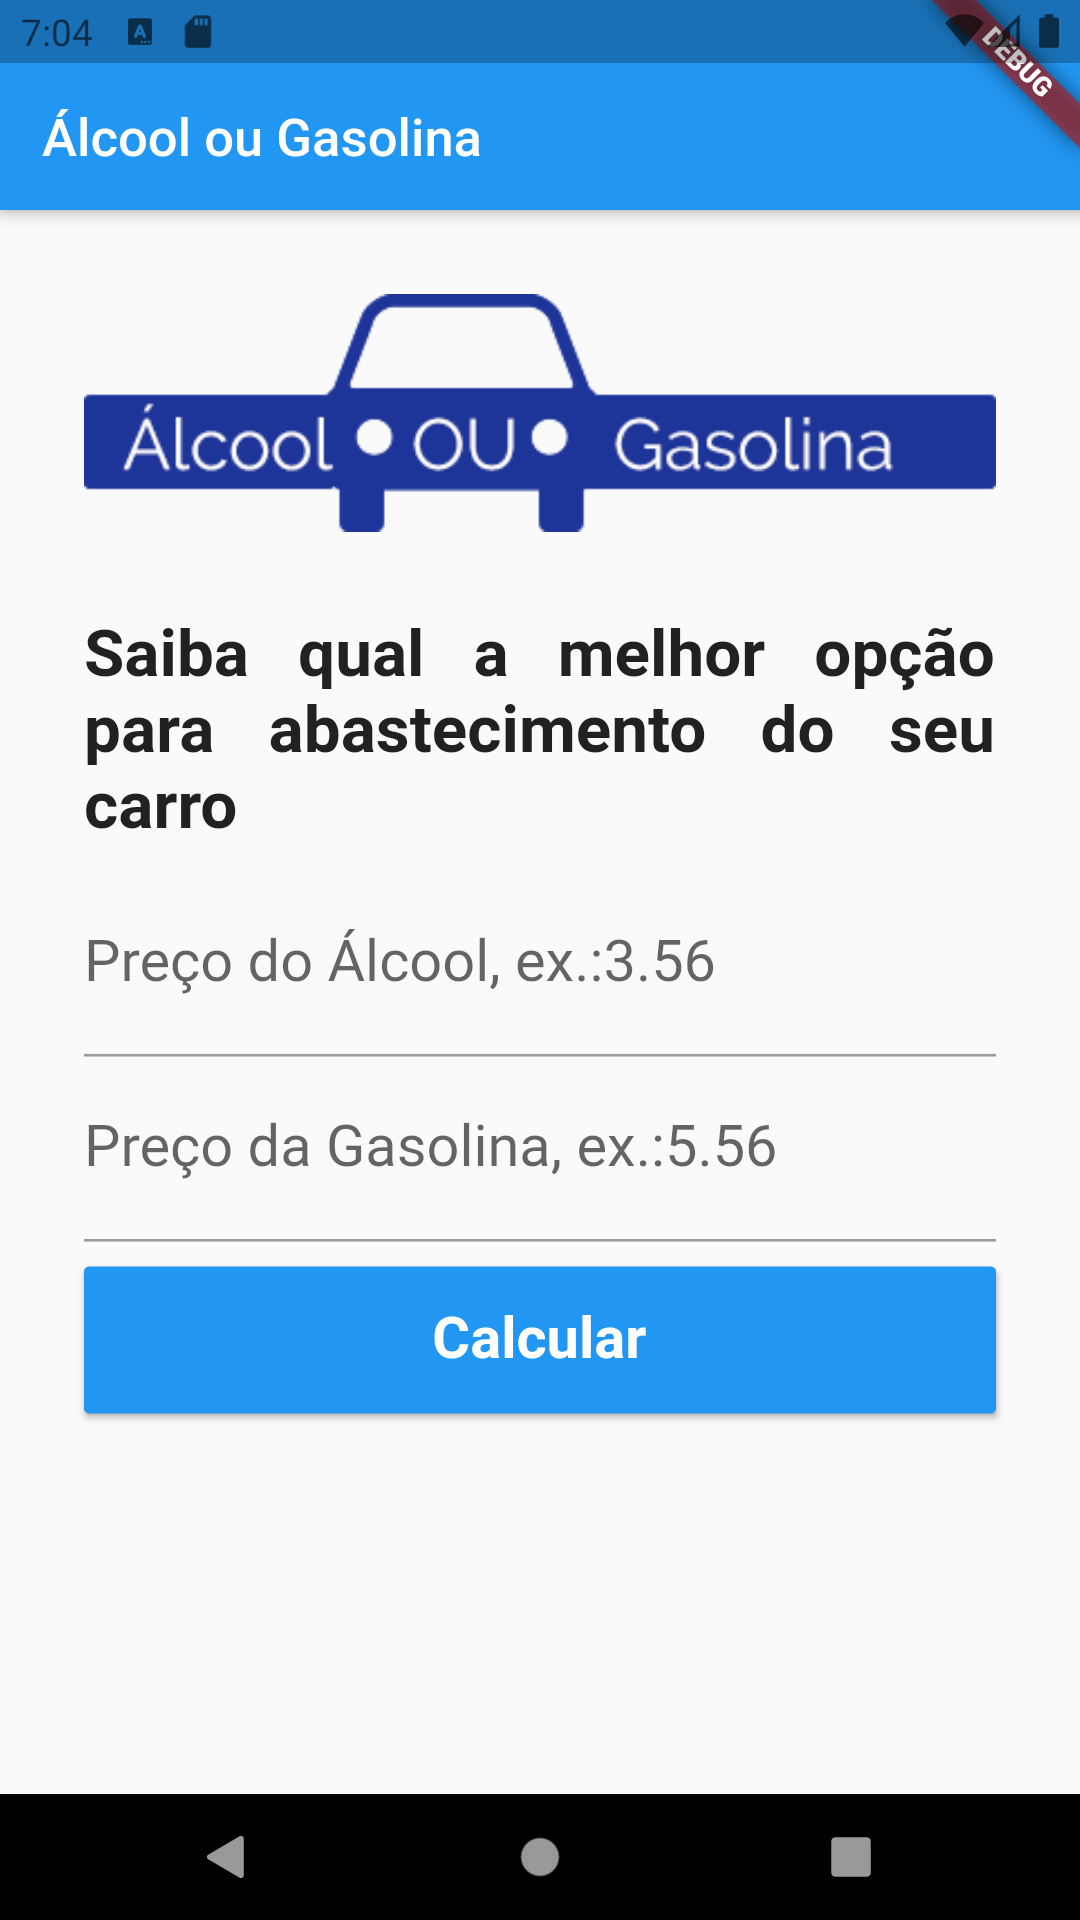 7:04
DEBUG
Álcool ou Gasolina
Álcool OU Gasolina
Saiba qual a melhor opção
para abastecimento do seu
carro
Preço do Álcool, ex.:3.56
Preço da Gasolina, ex.:5.56
Calcular